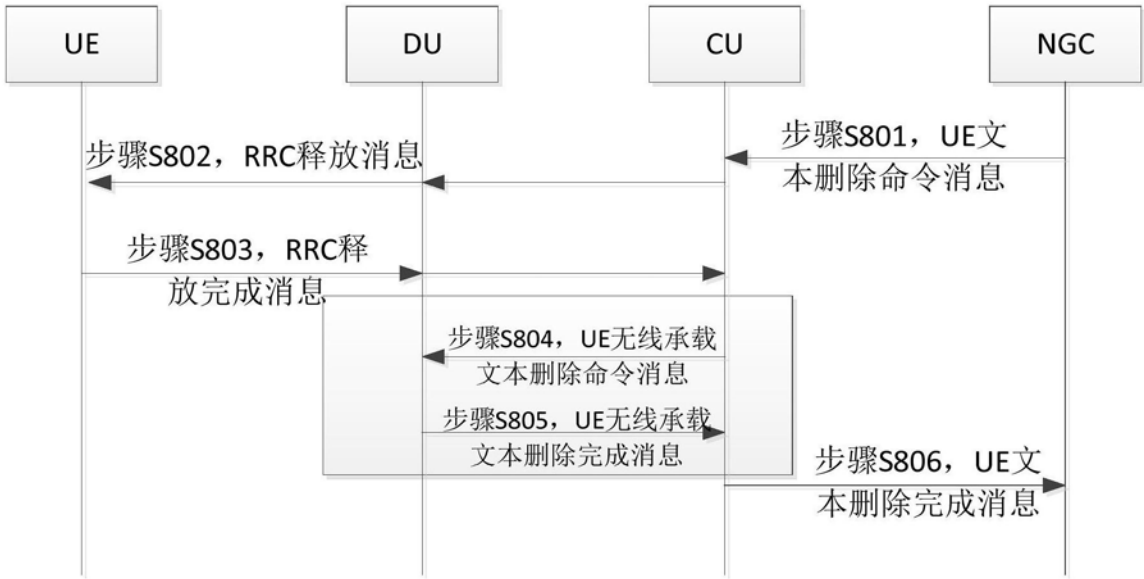 UE
DU
CU
NGC
步骤S801，UE文
本删除命令消息
步骤S802，RRC释放消息
步骤S803，RRC释
放完成消息
步骤S804，UE无线承载
文本删除命令消息
步骤S805，UE无线承载
文本删除完成消息
步骤S806，UE文
本删除完成消息